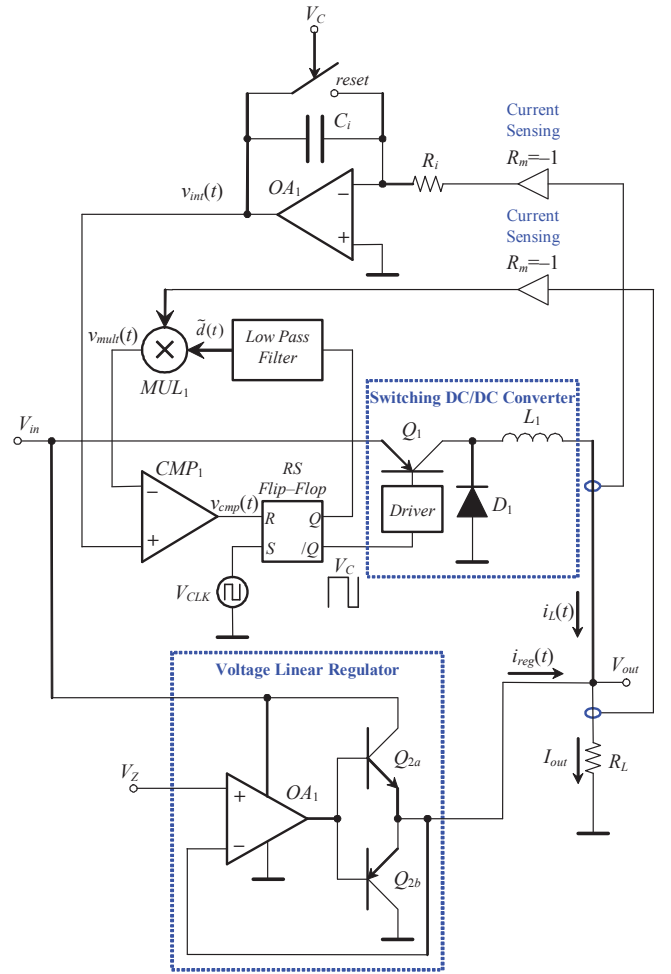 V_C
reset
C_i
Current
Sensing
R_m=–1
R_i
v_int(t)
OA_1
−
+
Current
Sensing
R_m=–1
v_mult(t)
d̃(t)
Low Pass
Filter
MUL_1
Switching DC/DC Converter
V_in
Q_1
L_1
CMP_1
RS
Flip–Flop
v_cmp(t)
−
R
Q
Driver
D_1
+
S
/Q
V_CLK
V_C
i_L(t)
Voltage Linear Regulator
i_reg(t)
V_out
Q_2a
V_Z
OA_1
I_out
R_L
+
−
Q_2b